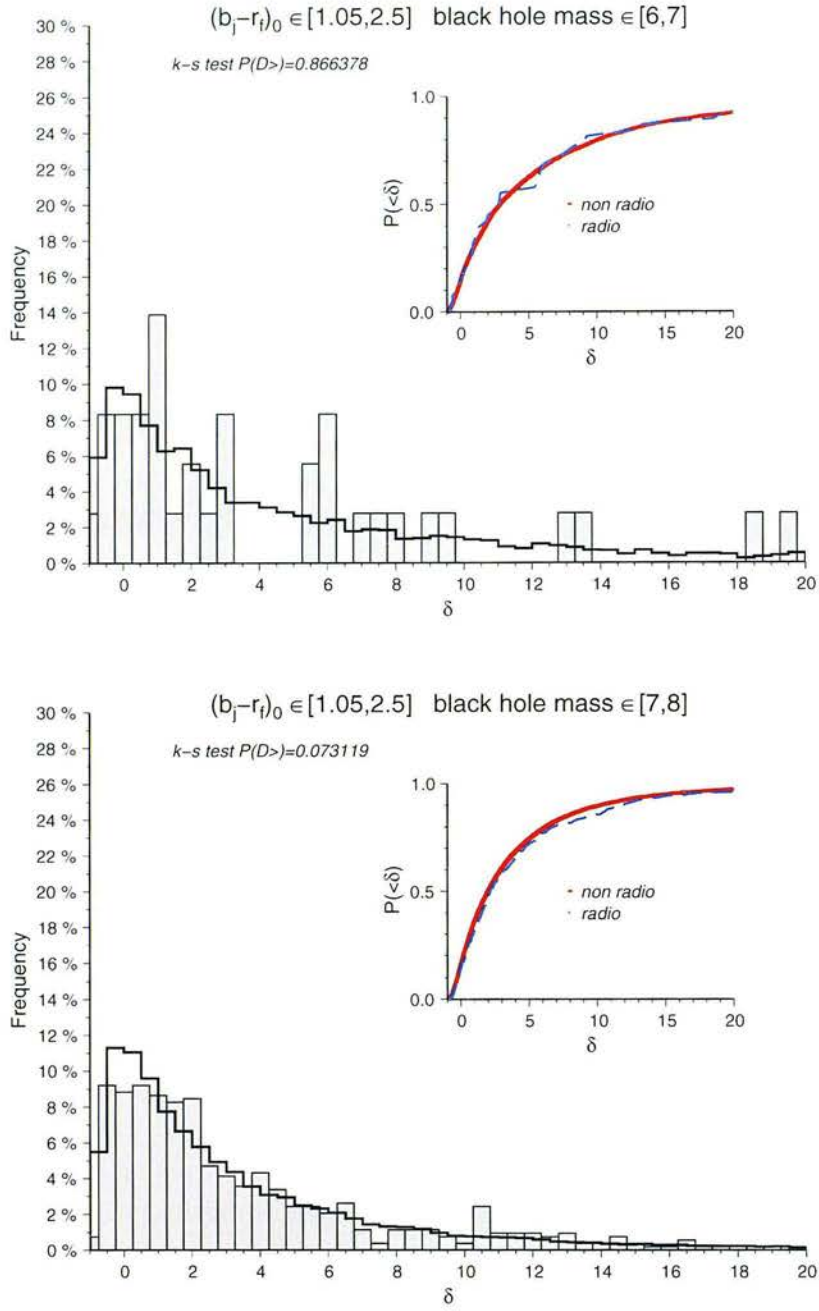 (bj–rf)0 ∈ [1.05,2.5] black hole mass ∈ [6,7]
30 %
28 %
26 %
24 %
22 %
20 %
18 %
16 %
14 %
12 %
10 %
8 %
6 %
4 %
2 %
0 %
Frequency
k–s test P(D>)=0.866378
1.0
0.5
0.0
P(<δ)
non radio
radio
0 5 10 15 20
δ
0 2 4 6 8 10 12 14 16 18 20
δ
(bj–rf)0 ∈ [1.05,2.5] black hole mass ∈ [7,8]
30 %
28 %
26 %
24 %
22 %
20 %
18 %
16 %
14 %
12 %
10 %
8 %
6 %
4 %
2 %
0 %
Frequency
k–s test P(D>)=0.073119
1.0
0.5
0.0
P(<δ)
non radio
radio
0 5 10 15 20
δ
0 2 4 6 8 10 12 14 16 18 20
δ